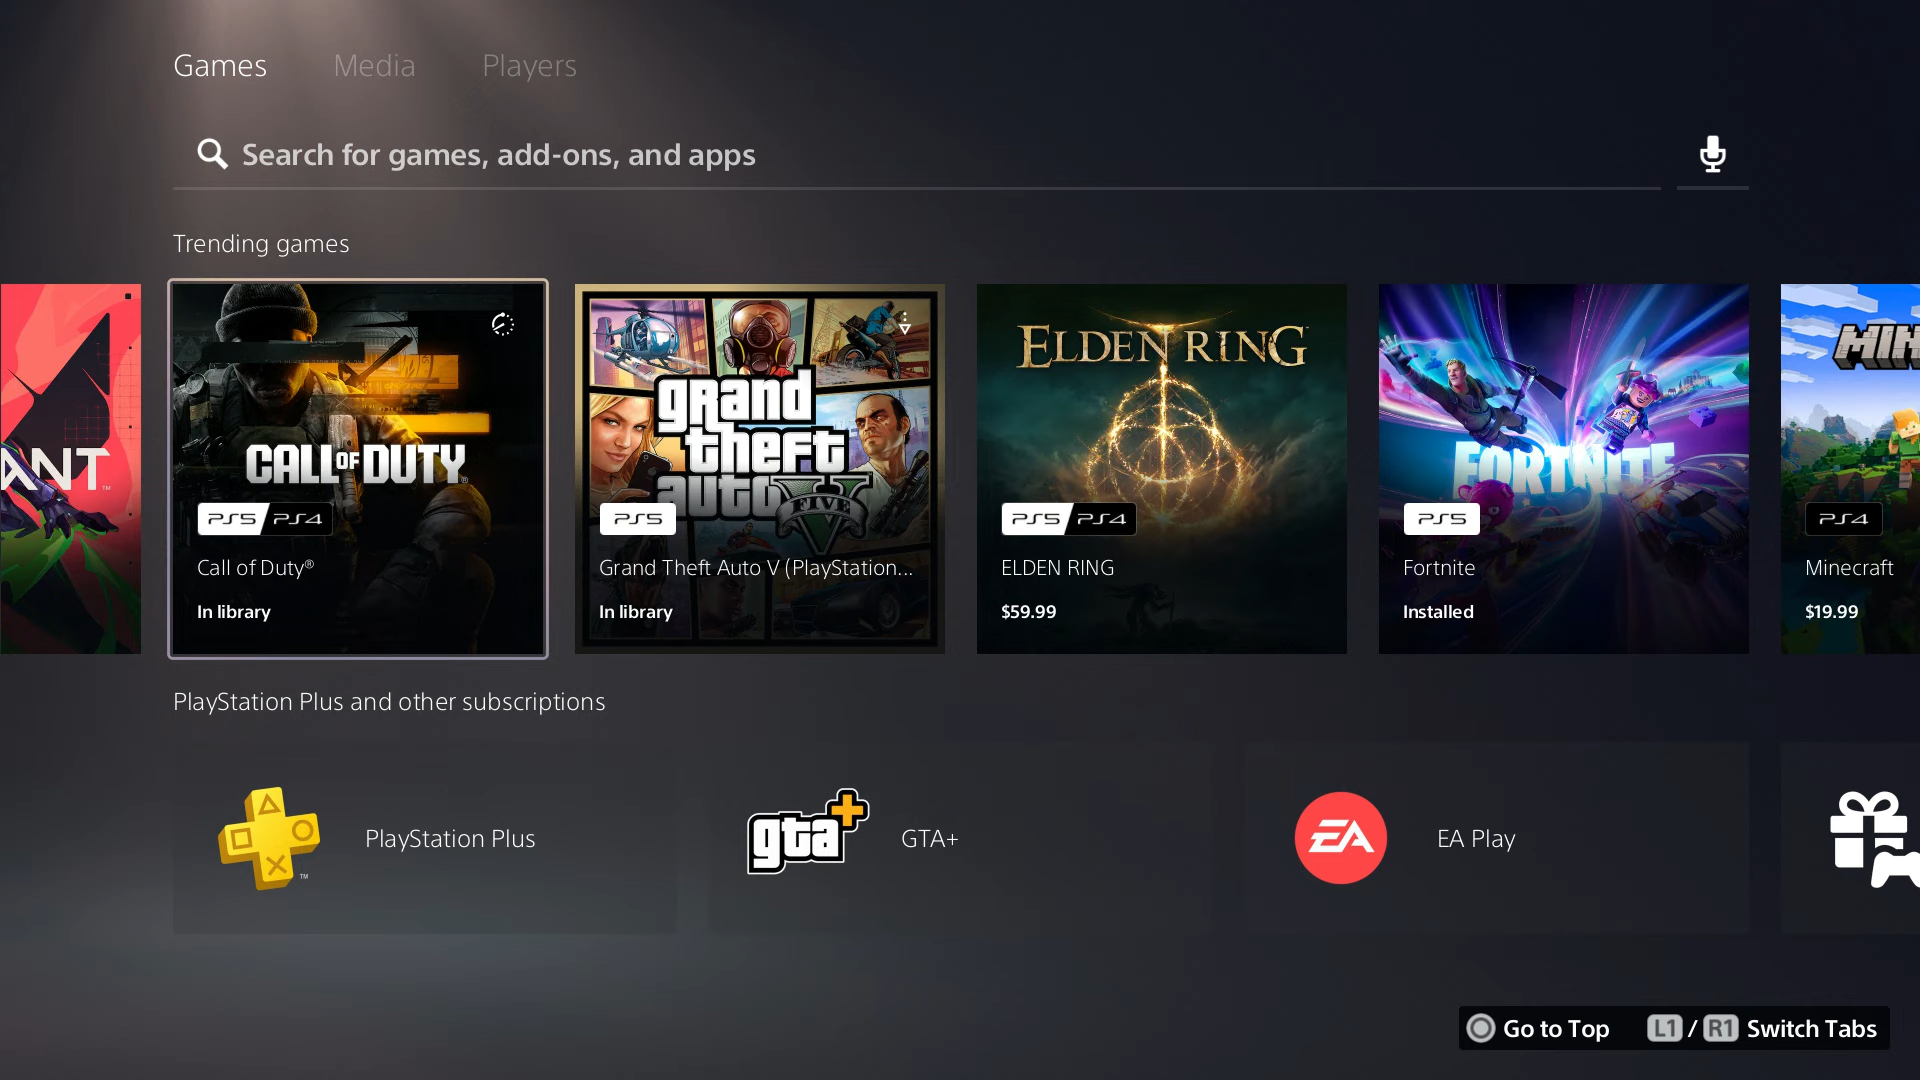 Games Media Players
Search for games, add-ons, and apps
Trending games
ANT™
CALL OF DUTY®
PS5 PS4
Call of Duty®
In library
grand
theft
auto V
FIVE
PS5
Grand Theft Auto V (PlayStation...
In library
ELDEN RING
PS5 PS4
ELDEN RING
$59.99
FORTNITE
PS5
Fortnite
Installed
MIN
PS4
Minecraft
$19.99
PlayStation Plus and other subscriptions
™
PlayStation Plus
gta+
GTA+
EA
EA Play
Go to Top L1 / R1 Switch Tabs